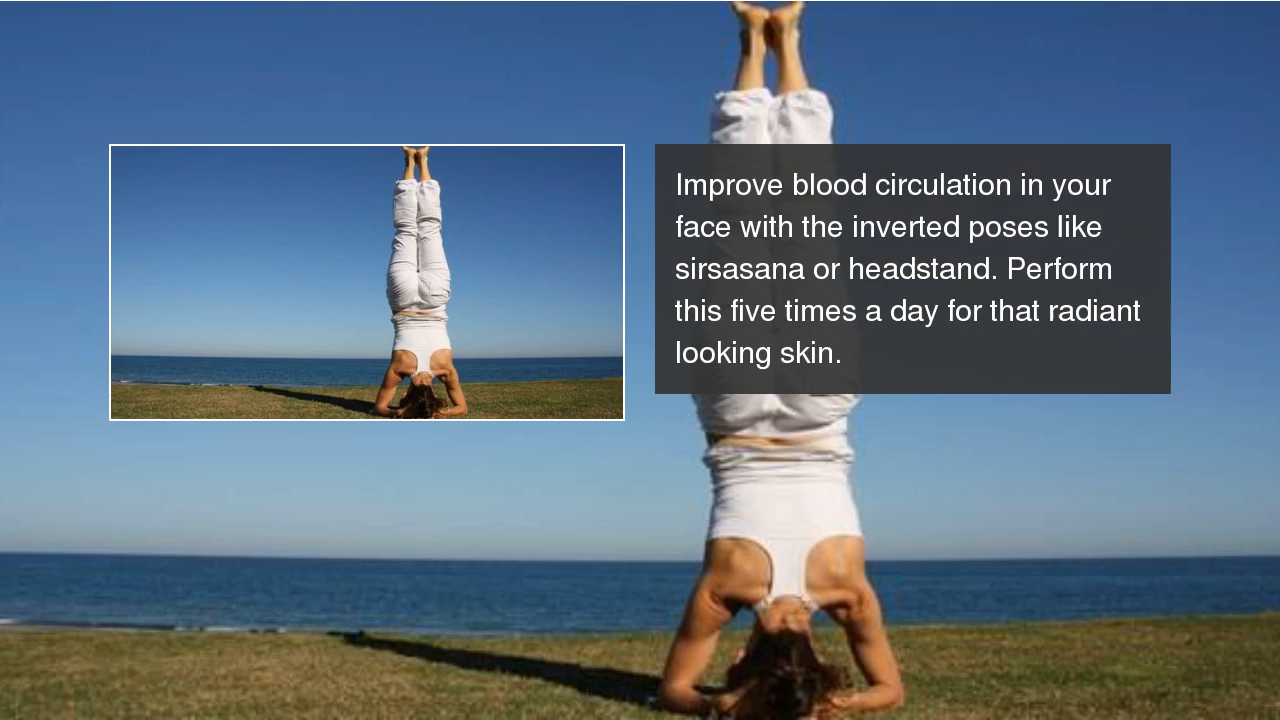 Improve blood circulation in your
face with the inverted poses like
sirsasana or headstand. Perform
this five times a day for that radiant
looking skin.